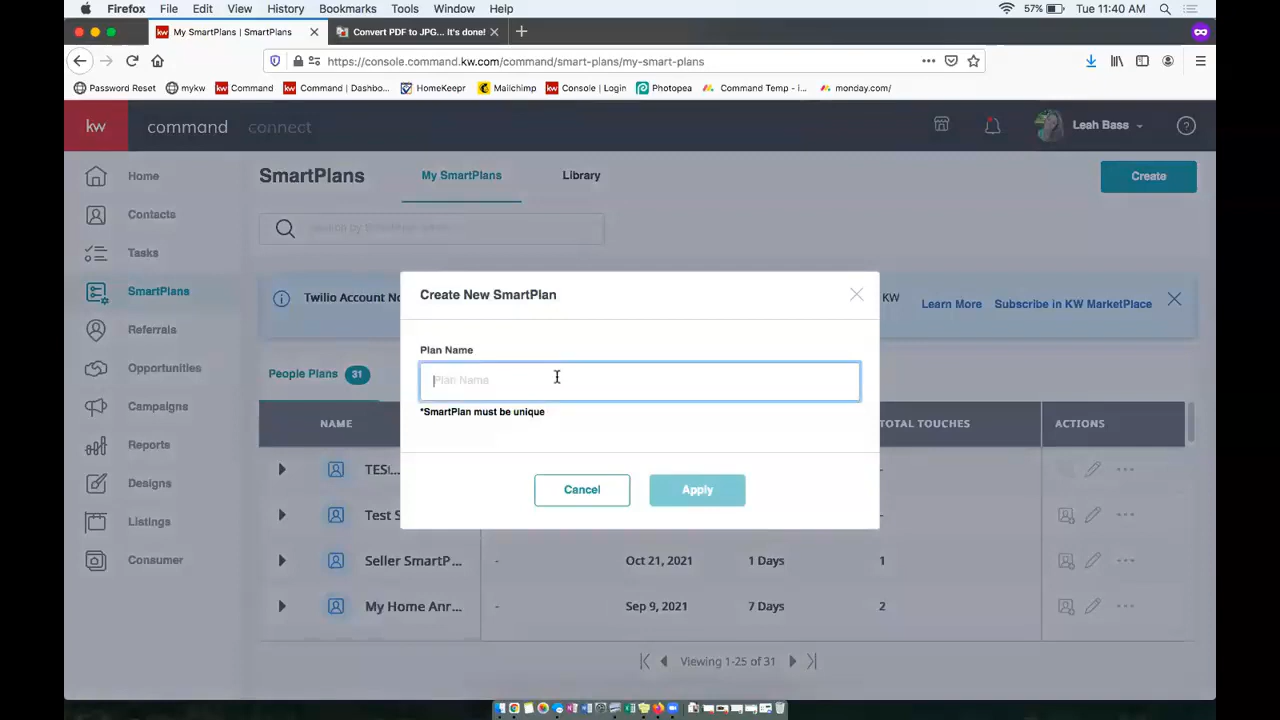 Firefox File Edit View History Bookmarks Tools Window Help 57% Tue 11:40 AM
kw My SmartPlans | SmartPlans Convert PDF to JPG... It's done!
https://console.command.kw.com/command/smart-plans/my-smart-plans
Password Reset mykw kw Command kw Command | Dashbo... HomeKeepr Mailchimp kw Console | Login Photopea Command Temp - i... monday.com/
kw command connect Leah Bass ?
Home
Contacts
Tasks
SmartPlans
Referrals
Opportunities
Campaigns
Reports
Designs
Listings
Consumer
SmartPlans My SmartPlans Library Create
Twilio Account No KW Learn More Subscribe in KW MarketPlace
Create New SmartPlan
Plan Name
Plan Name
*SmartPlan must be unique
Cancel Apply
People Plans 31
NAME TOTAL TOUCHES ACTIONS
TESt... -
Test S -
Seller SmartP... - Oct 21, 2021 1 Days 1
My Home Anr... - Sep 9, 2021 7 Days 2
Viewing 1-25 of 31